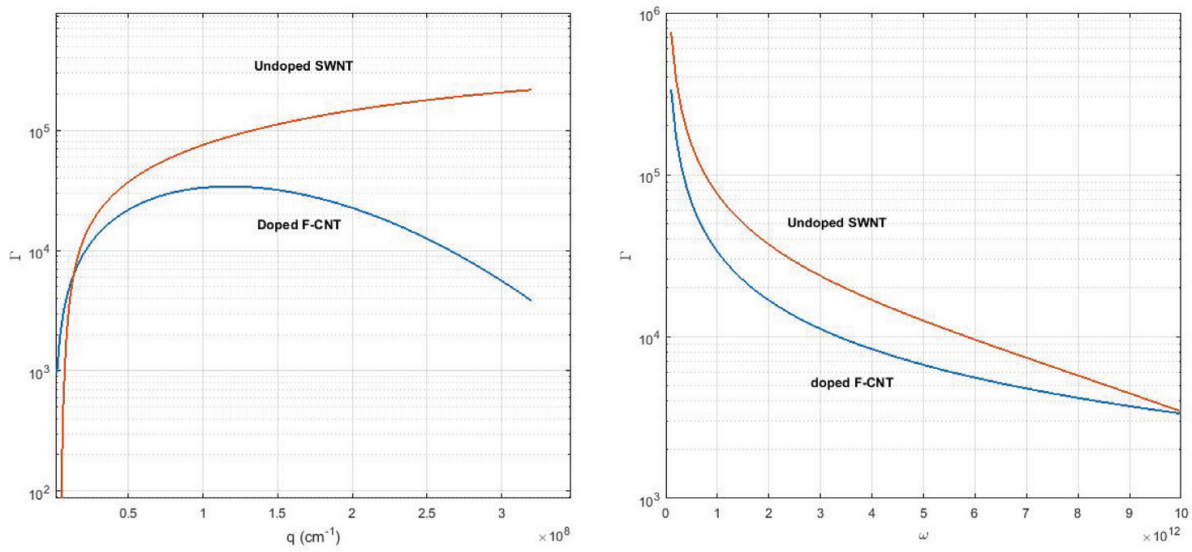 Undoped SWNT
10^5
Doped F-CNT
Γ
10^4
10^3
10^2
0.5 1 1.5 2 2.5 3
q (cm^-1)
×10^8
10^6
10^5
Undoped SWNT
Γ
10^4
doped F-CNT
10^3
0 1 2 3 4 5 6 7 8 9 10
ω
×10^12